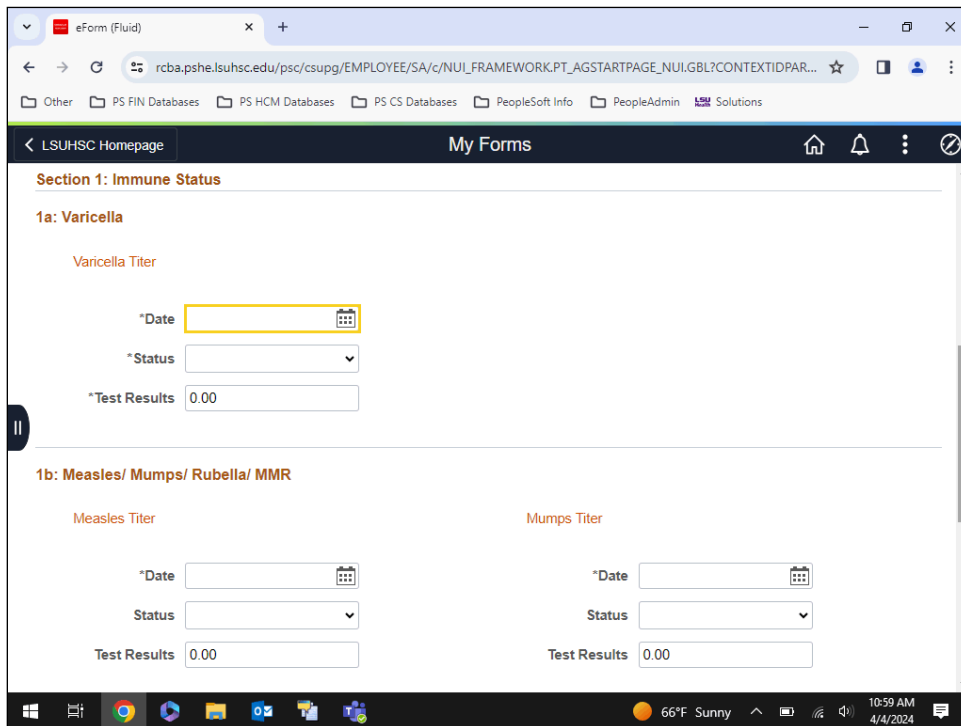 eForm (Fluid)
rcba.pshe.lsuhsc.edu/psc/csupg/EMPLOYEE/SA/c/NUI_FRAMEWORK.PT_AGSTARTPAGE_NUI.GBL?CONTEXTIDPAR...
Other PS FIN Databases PS HCM Databases PS CS Databases PeopleSoft Info PeopleAdmin LSU Solutions
LSUHSC Homepage My Forms
Section 1: Immune Status
1a: Varicella
Varicella Titer
*Date
*Status
*Test Results 0.00
1b: Measles/ Mumps/ Rubella/ MMR
Measles Titer Mumps Titer
*Date *Date
Status Status
Test Results 0.00 Test Results 0.00
66°F Sunny 10:59 AM
4/4/2024